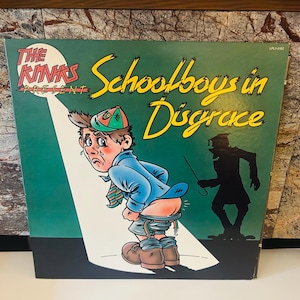 THE
KINKS
PRESENT
Schoolboys in
Disgrace